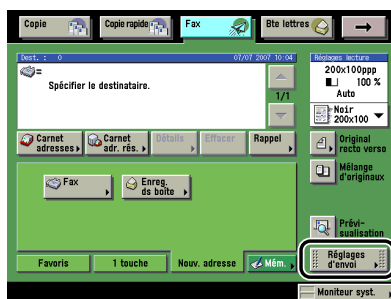 Copie
Copie rapide
Fax
Bte lettres
Dest. : 0
07/07 2007 10:04
Réglages lecture
Spécifier le destinataire.
200x100ppp
100 %
Auto
1/1
Noir
200x100
Carnet adresses
Carnet adr. rés.
Détails
Effacer
Rappel
Original recto verso
Mélange d'originaux
Fax
Enreg. ds boîte
Prévi-
sualisation
Favoris
1 touche
Nouv. adresse
Mém.
Réglages d'envoi
Moniteur syst.